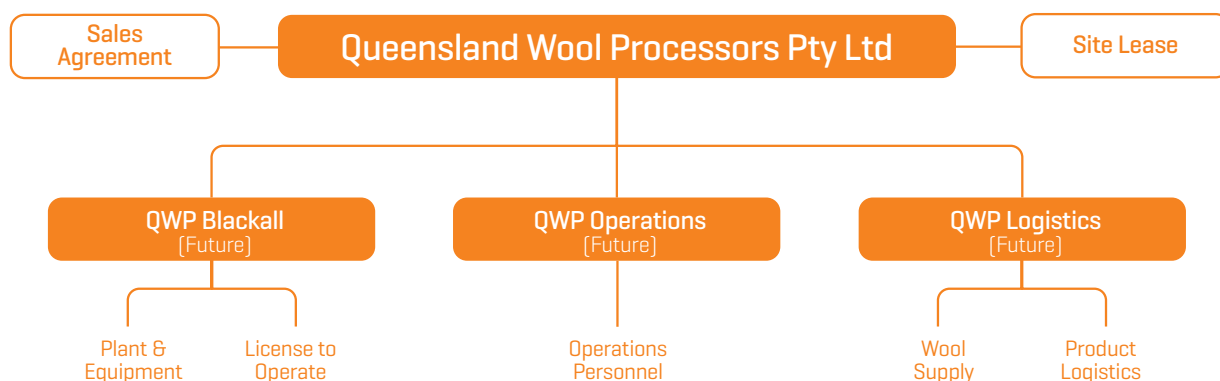 Sales
Agreement
Queensland Wool Processors Pty Ltd
Site Lease
QWP Blackall
(Future)
QWP Operations
(Future)
QWP Logistics
(Future)
Plant &
Equipment
License to
Operate
Operations
Personnel
Wool
Supply
Product
Logistics